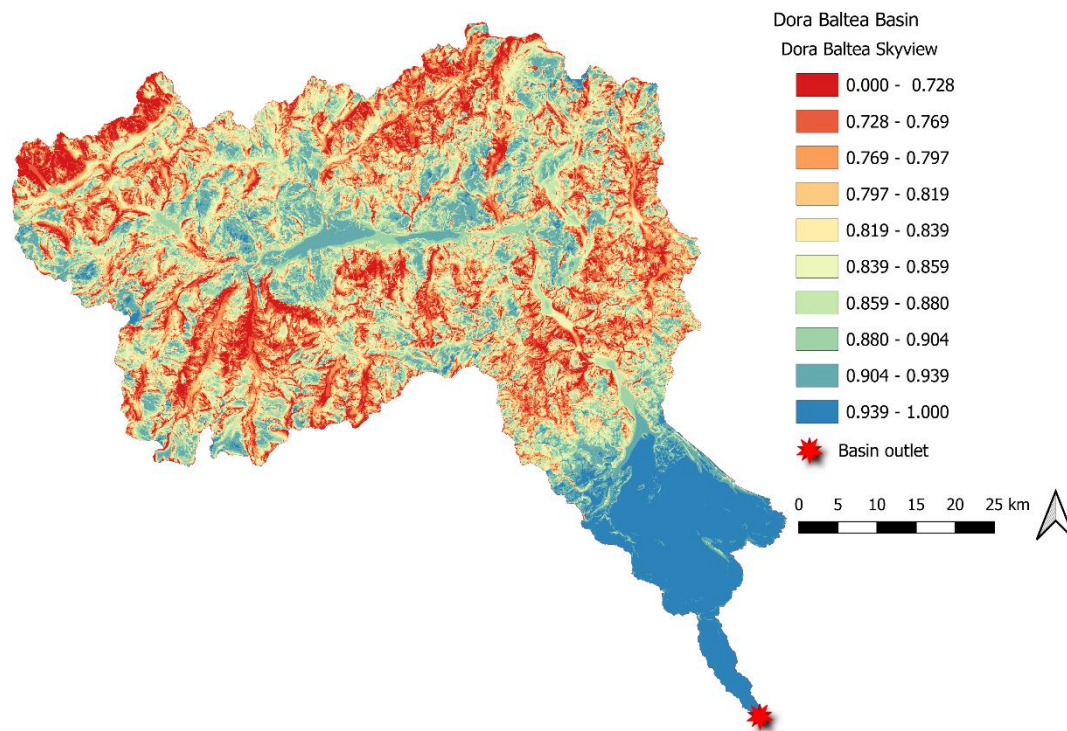 Dora Baltea Basin
Dora Baltea Skyview
0.000 - 0.728
0.728 - 0.769
0.769 - 0.797
0.797 - 0.819
0.819 - 0.839
0.839 - 0.859
0.859 - 0.880
0.880 - 0.904
0.904 - 0.939
0.939 - 1.000
Basin outlet
0 5 10 15 20 25 km